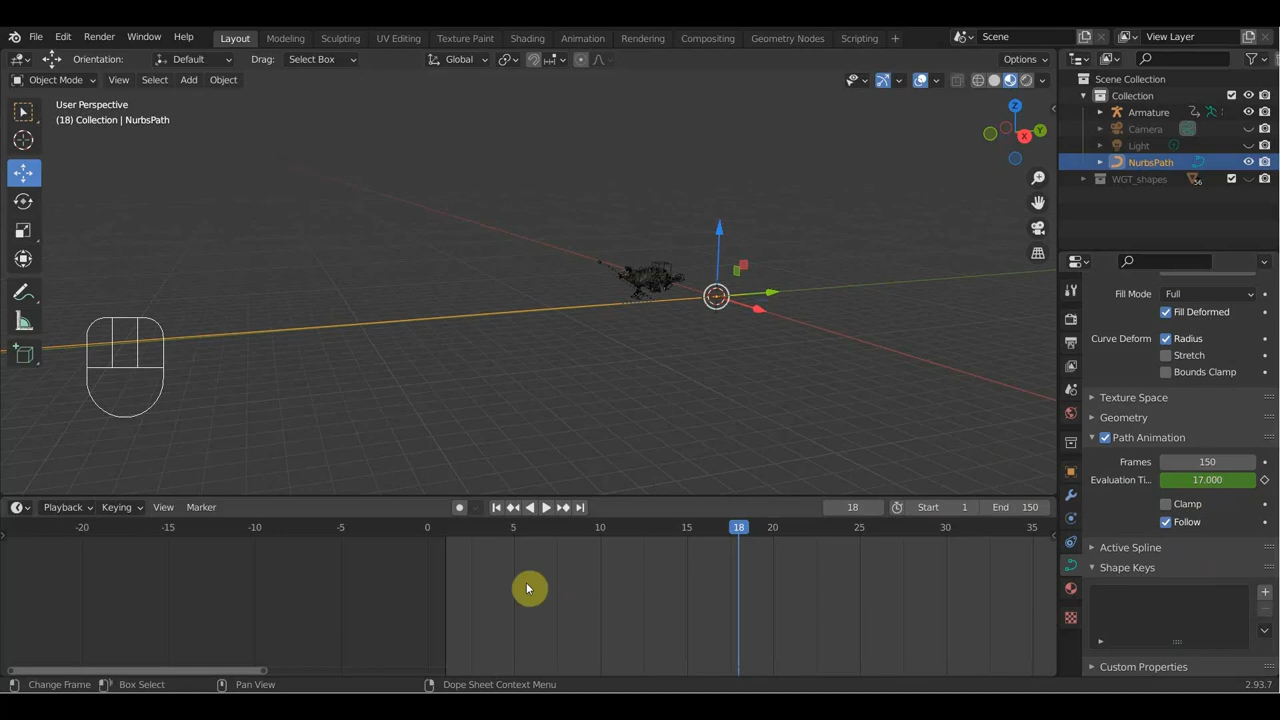 File Edit Render Window Help Layout Modeling Sculpting UV Editing Texture Paint Shading Animation Rendering Compositing Geometry Nodes Scripting + Scene View Layer
Orientation: Default Drag: Select Box Global Options
Object Mode View Select Add Object
User Perspective
(18) Collection | NurbsPath
Z
Y
X
Scene Collection
Collection
Armature
Camera
Light
NurbsPath
WGT_shapes 56
Fill Mode Full
Fill Deformed
Curve Deform Radius
Stretch
Bounds Clamp
Texture Space
Geometry
Path Animation
Frames 150
Evaluation Ti... 17.000
Clamp
Follow
Active Spline
Shape Keys
Custom Properties
Playback Keying View Marker 18 Start 1 End 150
-20 -15 -10 -5 0 5 10 15 18 20 25 30 35
Change Frame Box Select Pan View Dope Sheet Context Menu 2.93.7